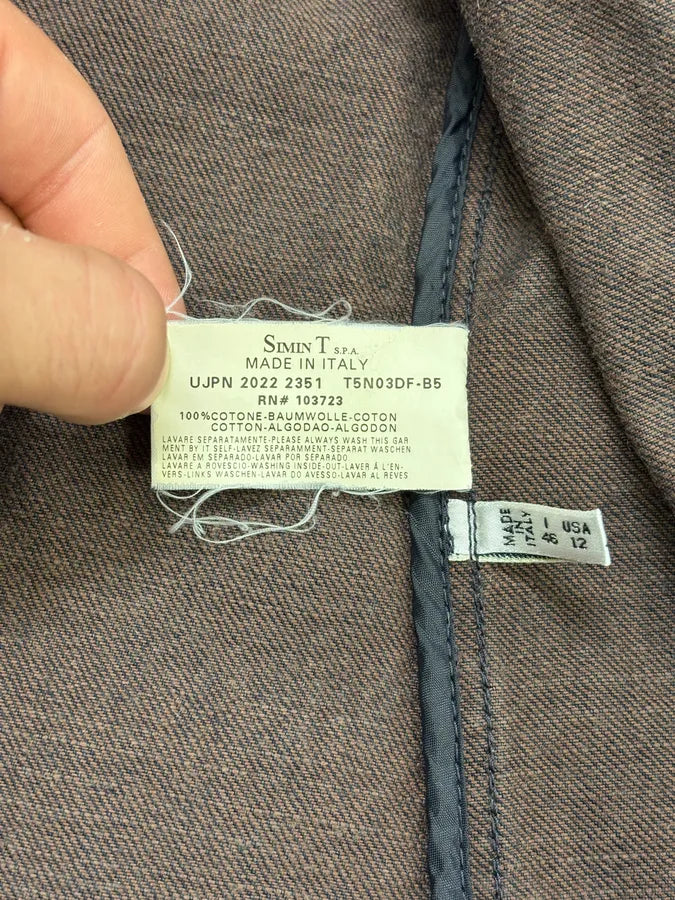 SIMIN T S.P.A.
MADE IN ITALY
UJPN 2022 2351 T5N03DF-B5
RN# 103723
100%COTONE-BAUMWOLLE-COTON
COTTON-ALGODAO-ALGODON
LAVARE SEPARATAMENTE-PLEASE ALWAYS WASH THIS GAR
MENT BY IT SELF-LAVEZ SEPARAMMENT-SEPARAT WASCHEN
LAVAR EM SEPARADO-LAVAR POR SEPARADO
LAVARE A ROVESCIO-WASHING INSIDE-OUT-LAVER Á L'EN-
VERS-LINKS WASCHEN-LAVAR DO AVESSO-LAVAR AL REVES
MADE
IN
ITALY
I
46
USA
12